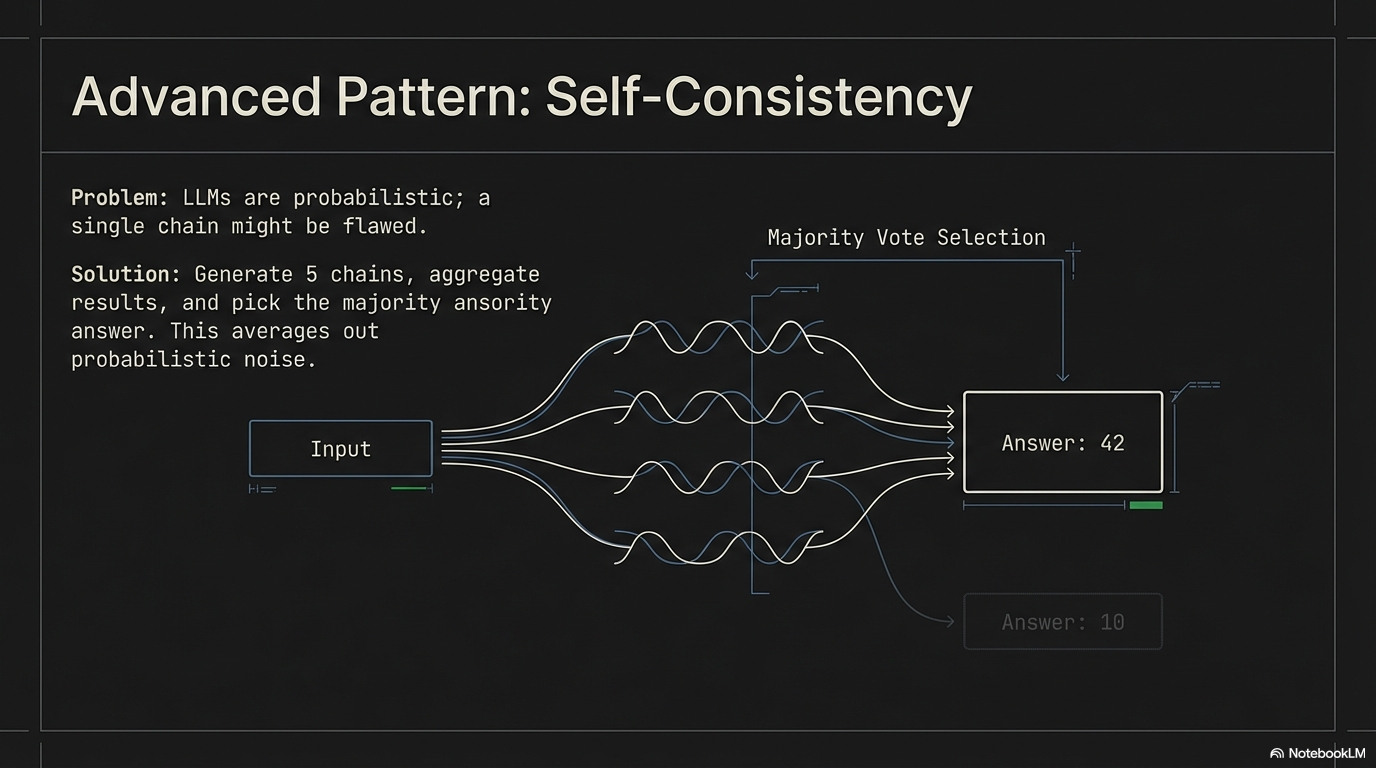 Advanced Pattern: Self-Consistency
Problem: LLMs are probabilistic; a
single chain might be flawed.
Solution: Generate 5 chains, aggregate
results, and pick the majority ansority
answer. This averages out
probabilistic noise.
Majority Vote Selection
Input
Answer: 42
Answer: 10
NotebookLM